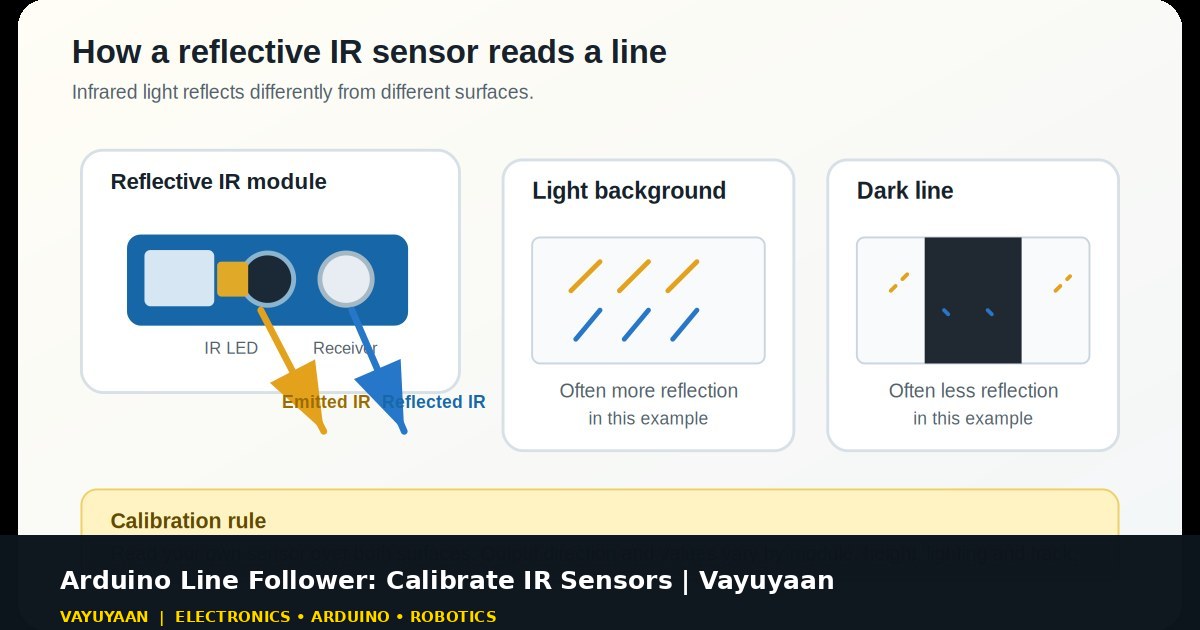 How a reflective IR sensor reads a line
Infrared light reflects differently from different surfaces.
Reflective IR module
IR LED
Receiver
Emitted IR
Reflected IR
Light background
Often more reflection
in this example
Dark line
Often less reflection
in this example
Calibration rule
Arduino Line Follower: Calibrate IR Sensors | Vayuyaan
VAYUYAAN | ELECTRONICS • ARDUINO • ROBOTICS